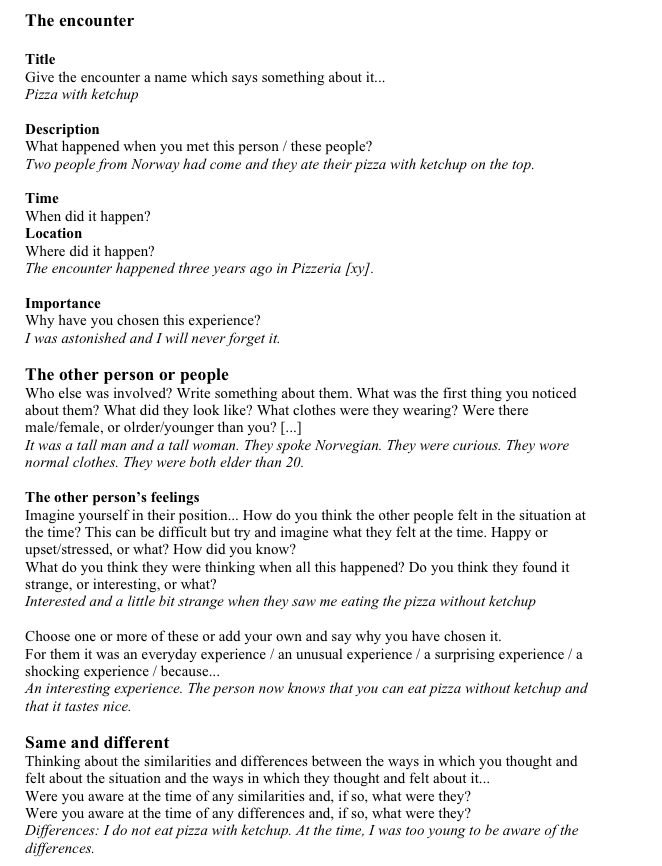 The encounter
Title
Give the encounter a name which says something about it...
Pizza with ketchup
Description
What happened when you met this person / these people?
Two people from Norway had come and they ate their pizza with ketchup on the top.
Time
When did it happen?
Location
Where did it happen?
The encounter happened three years ago in Pizzeria [xy].
Importance
Why have you chosen this experience?
I was astonished and I will never forget it.
The other person or people
Who else was involved? Write something about them. What was the first thing you noticed
about them? What did they look like? What clothes were they wearing? Were there
male/female, or olrder/younger than you? [...]
It was a tall man and a tall woman. They spoke Norvegian. They were curious. They wore
normal clothes. They were both elder than 20.
The other person's feelings
Imagine yourself in their position... How do you think the other people felt in the situation at
the time? This can be difficult but try and imagine what they felt at the time. Happy or
upset/stressed, or what? How did you know?
What do you think they were thinking when all this happened? Do you think they found it
strange, or interesting, or what?
Interested and a little bit strange when they saw me eating the pizza without ketchup
Choose one or more of these or add your own and say why you have chosen it.
For them it was an everyday experience / an unusual experience / a surprising experience / a
shocking experience / because...
An interesting experience. The person now knows that you can eat pizza without ketchup and
that it tastes nice.
Same and different
Thinking about the similarities and differences between the ways in which you thought and
felt about the situation and the ways in which they thought and felt about it...
Were you aware at the time of any similarities and, if so, what were they?
Were you aware at the time of any differences and, if so, what were they?
Differences: I do not eat pizza with ketchup. At the time, I was too young to be aware of the
differences.